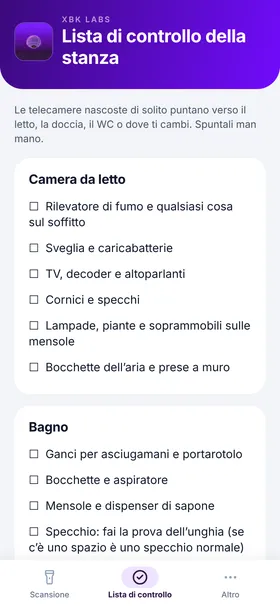 XBK LABS
Lista di controllo della
stanza
Le telecamere nascoste di solito puntano verso il
letto, la doccia, il WC o dove ti cambi. Spuntali man
mano.
Camera da letto
☐ Rilevatore di fumo e qualsiasi cosa
sul soffitto
☐ Sveglia e caricabatterie
☐ TV, decoder e altoparlanti
☐ Cornici e specchi
☐ Lampade, piante e soprammobili sulle
mensole
☐ Bocchette dell'aria e prese a muro
Bagno
☐ Ganci per asciugamani e portarotolo
☐ Bocchette e aspiratore
☐ Mensole e dispenser di sapone
☐ Specchio: fai la prova dell'unghia (se
c'è uno spazio è uno specchio normale)
Scansione
Lista di controllo
Altro